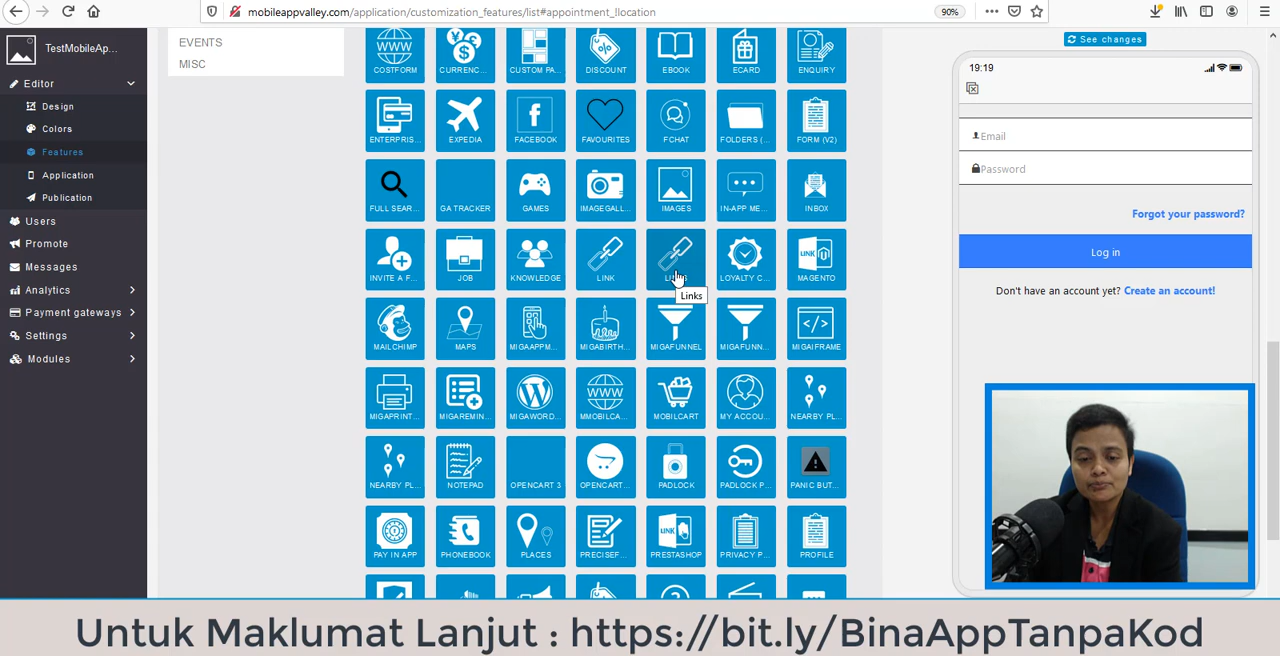 mobileappvalley.com/application/customization_features/list#appointment_llocation
90%
TestMobileAp...
Editor
Design
Colors
Features
Application
Publication
Users
Promote
Messages
Analytics
Payment gateways
Settings
Modules
EVENTS
MISC
COSTFORM
CURRENC...
CUSTOM PA...
DISCOUNT
EBOOK
ECARD
ENQUIRY
ENTERPRIS...
EXPEDIA
FACEBOOK
FAVOURITES
FCHAT
FOLDERS (...
FORM (V2)
FULL SEAR...
GA TRACKER
GAMES
IMAGEGALL...
IMAGES
IN-APP ME...
INBOX
INVITE A F...
JOB
KNOWLEDGE
LINK
Links
LOYALTY C...
LINK
MAGENTO
MAILCHIMP
MAPS
MIGAAPPM...
MIGABIRTH...
MIGAFUNNEL
MIGAFUNN...
MIGAIFRAME
MIGAPRINT...
MIGAREMIN...
MIGAWORD...
MMOBILCA...
MOBILCART
MY ACCOU...
NEARBY PL...
NEARBY PL...
NOTEPAD
OPENCART 3
OPENCART...
PADLOCK
PADLOCK P...
PANIC BUT...
PAY IN APP
PHONEBOOK
PLACES
PRECISEF...
LINK
PRESTASHOP
PRIVACY P...
PROFILE
See changes
19:19
Email
Password
Forgot your password?
Log in
Don't have an account yet? Create an account!
Untuk Maklumat Lanjut : https://bit.ly/BinaAppTanpaKod